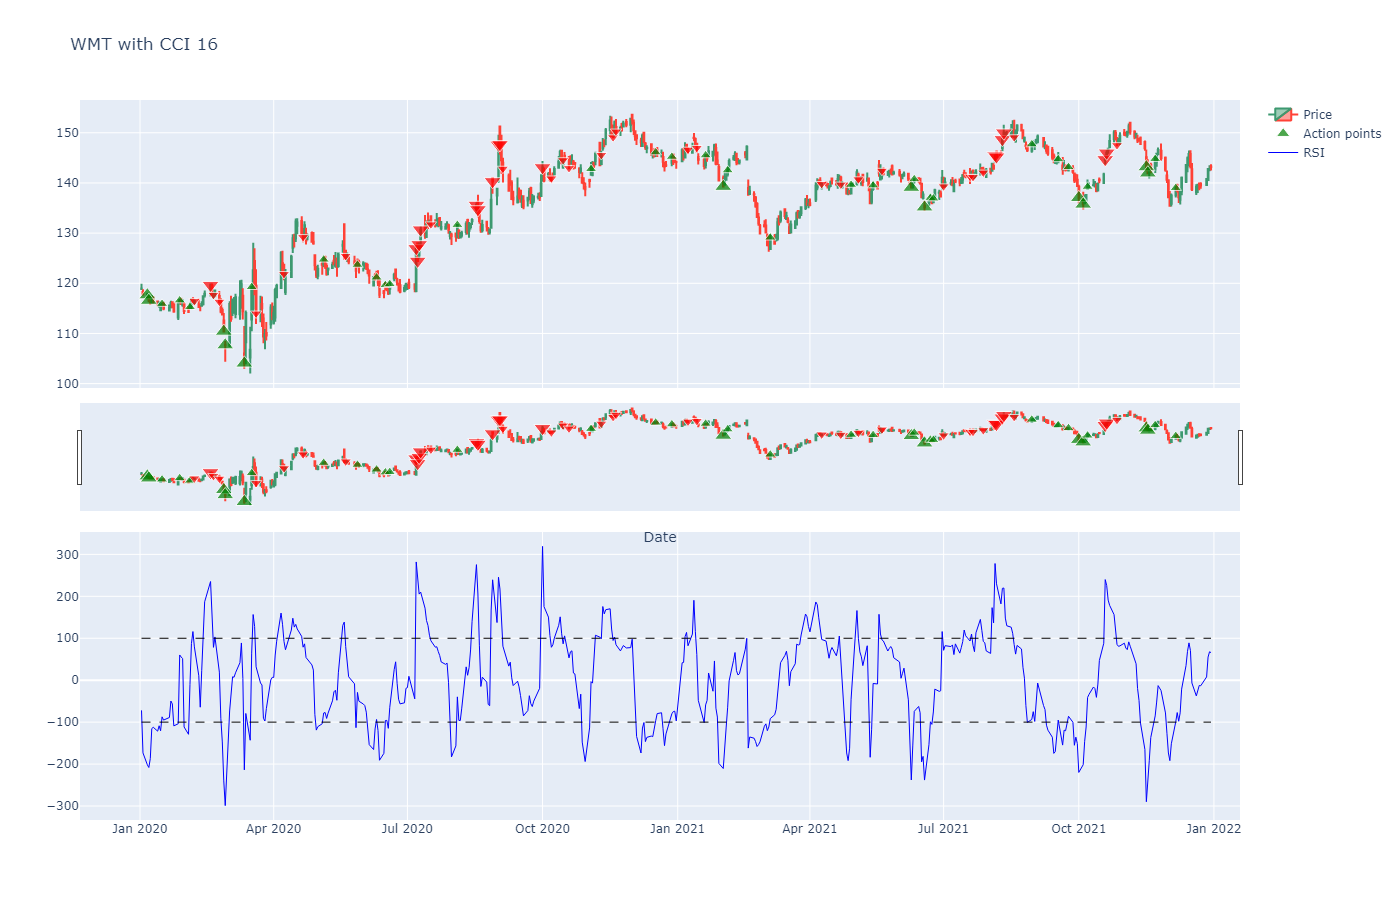 WMT with CCI 16
Price
Action points
RSI
150
140
130
120
110
100
Date
300
200
100
0
−100
−200
−300
Jan 2020
Apr 2020
Jul 2020
Oct 2020
Jan 2021
Apr 2021
Jul 2021
Oct 2021
Jan 2022